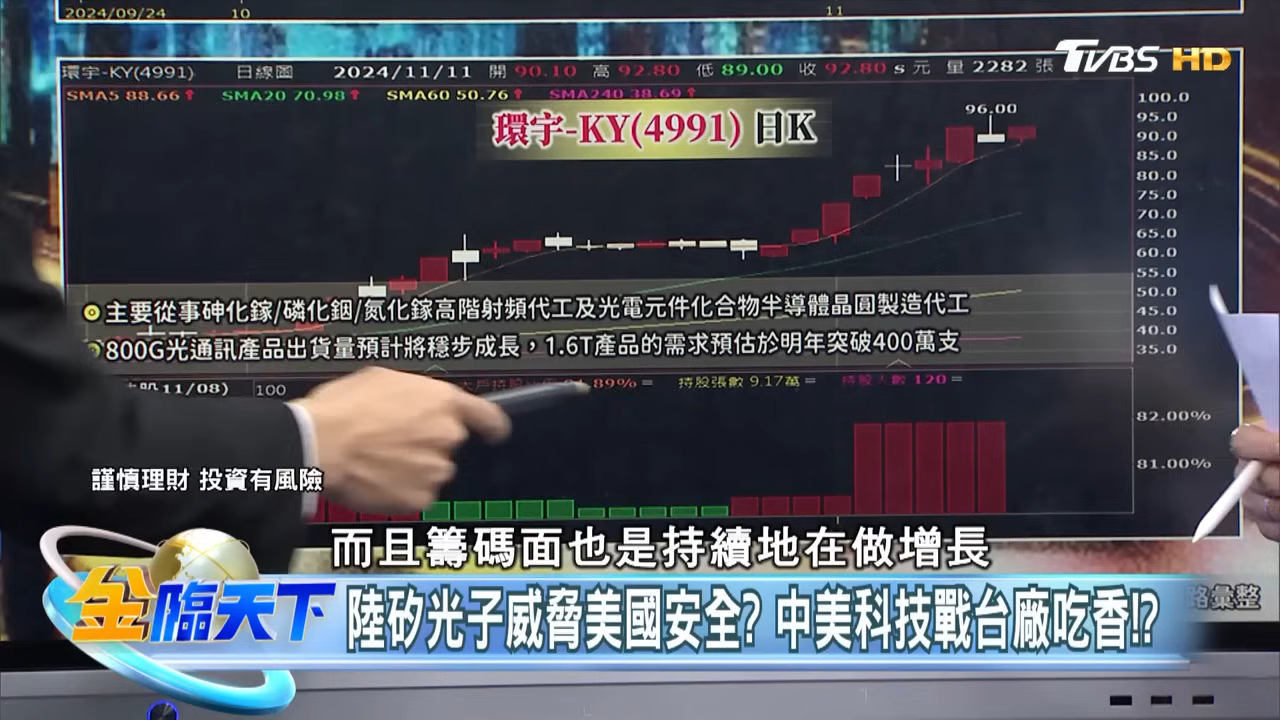 2024/09/24 10 11
TVBS HD
環宇-KY(4991) 日線圖 2024/11/11 開 90.10 高 92.80 低 89.00 收 92.80 s 元 量 2282 張
SMA5 88.66↑ SMA20 70.98↑ SMA60 50.76↑ SMA240 38.69↑
環宇-KY(4991) 日K
96.00
100.0
95.0
90.0
85.0
80.0
75.0
70.0
65.0
60.0
55.0
50.0
45.0
40.0
35.0
主要從事砷化鎵/磷化銦/氮化鎵高階射頻代工及光電元件化合物半導體晶圓製造代工
800G光通訊產品出貨量預計將穩步成長，1.6T產品的需求預估於明年突破400萬支
11/08) 100 89%= 持股張數 9.17萬= 持股人數 120=
82.00%
81.00%
謹慎理財 投資有風險
而且籌碼面也是持續地在做增長
金臨天下
陸矽光子威脅美國安全? 中美科技戰台廠吃香!?
彙整